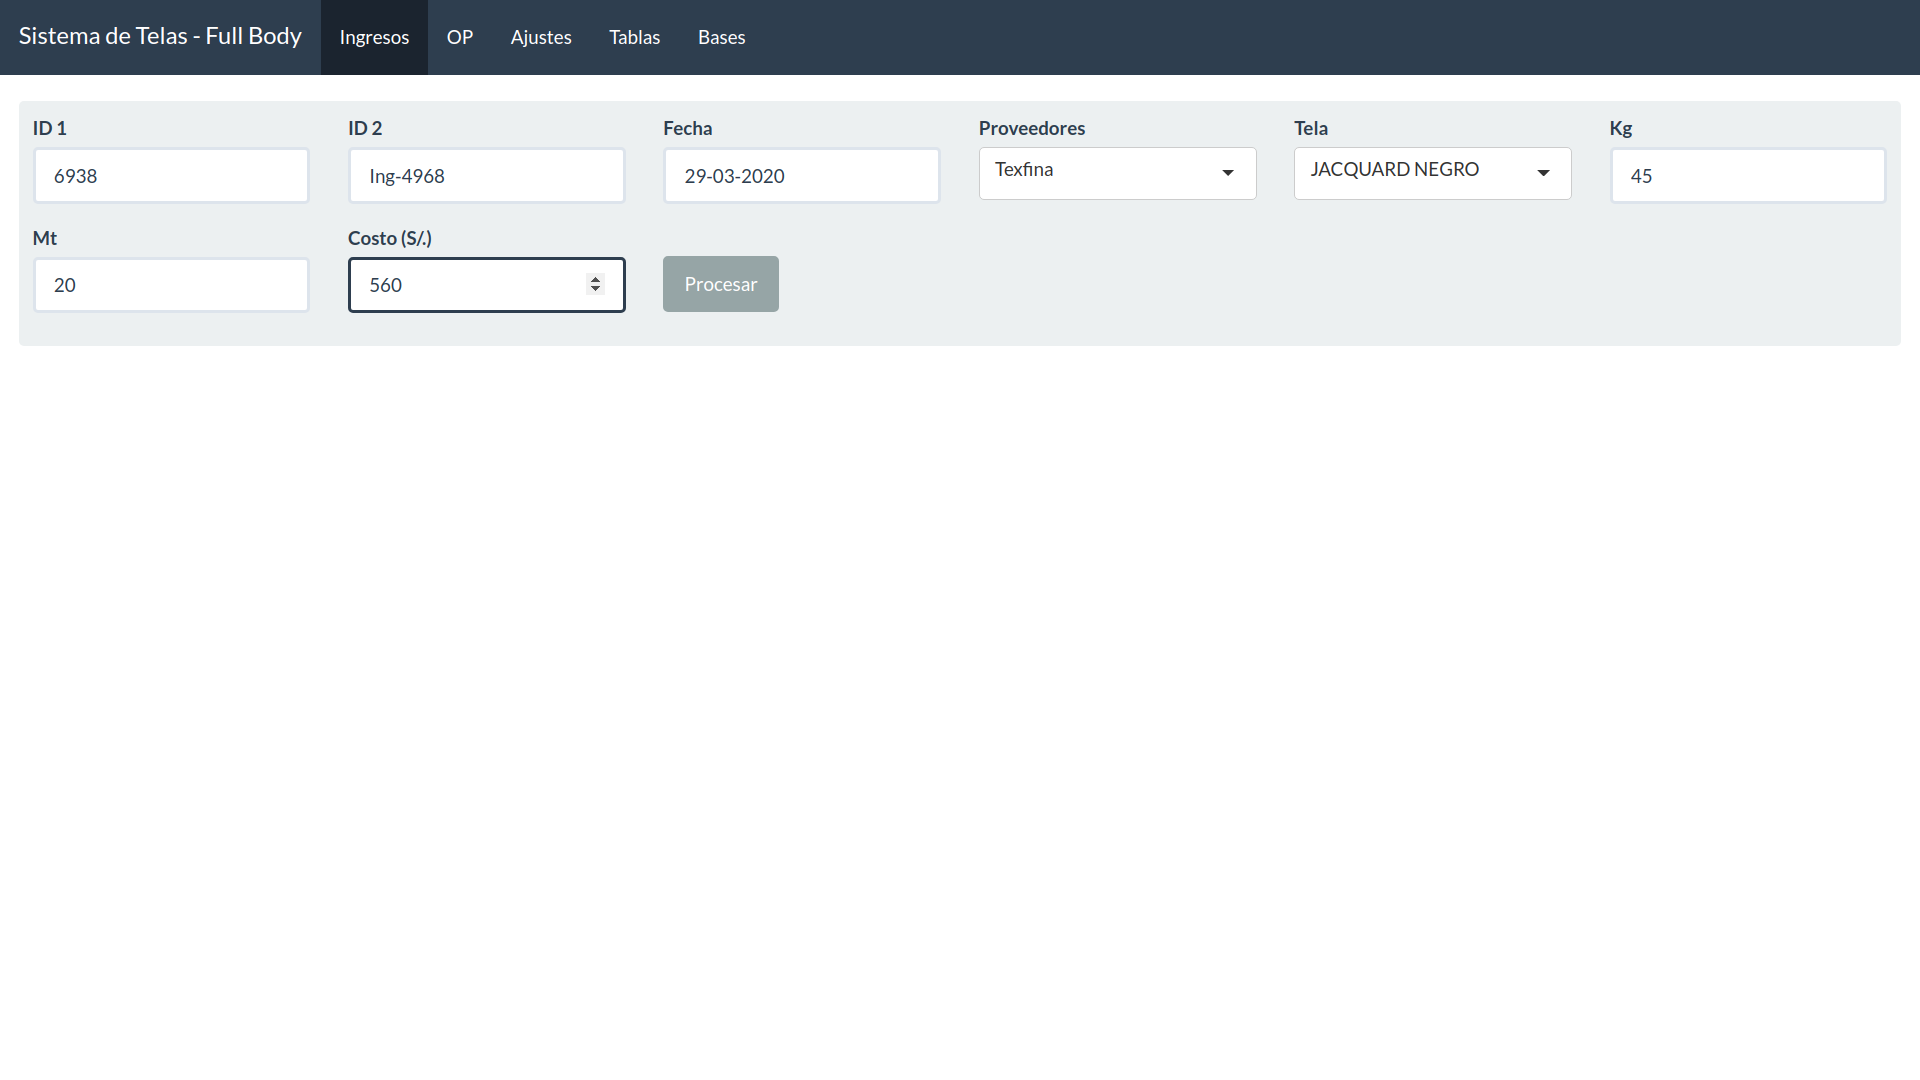 Sistema de Telas - Full Body Ingresos OP Ajustes Tablas Bases
ID 1 ID 2 Fecha Proveedores Tela Kg
6938 Ing-4968 29-03-2020 Texfina JACQUARD NEGRO 45
Mt Costo (S/.)
20 560 Procesar